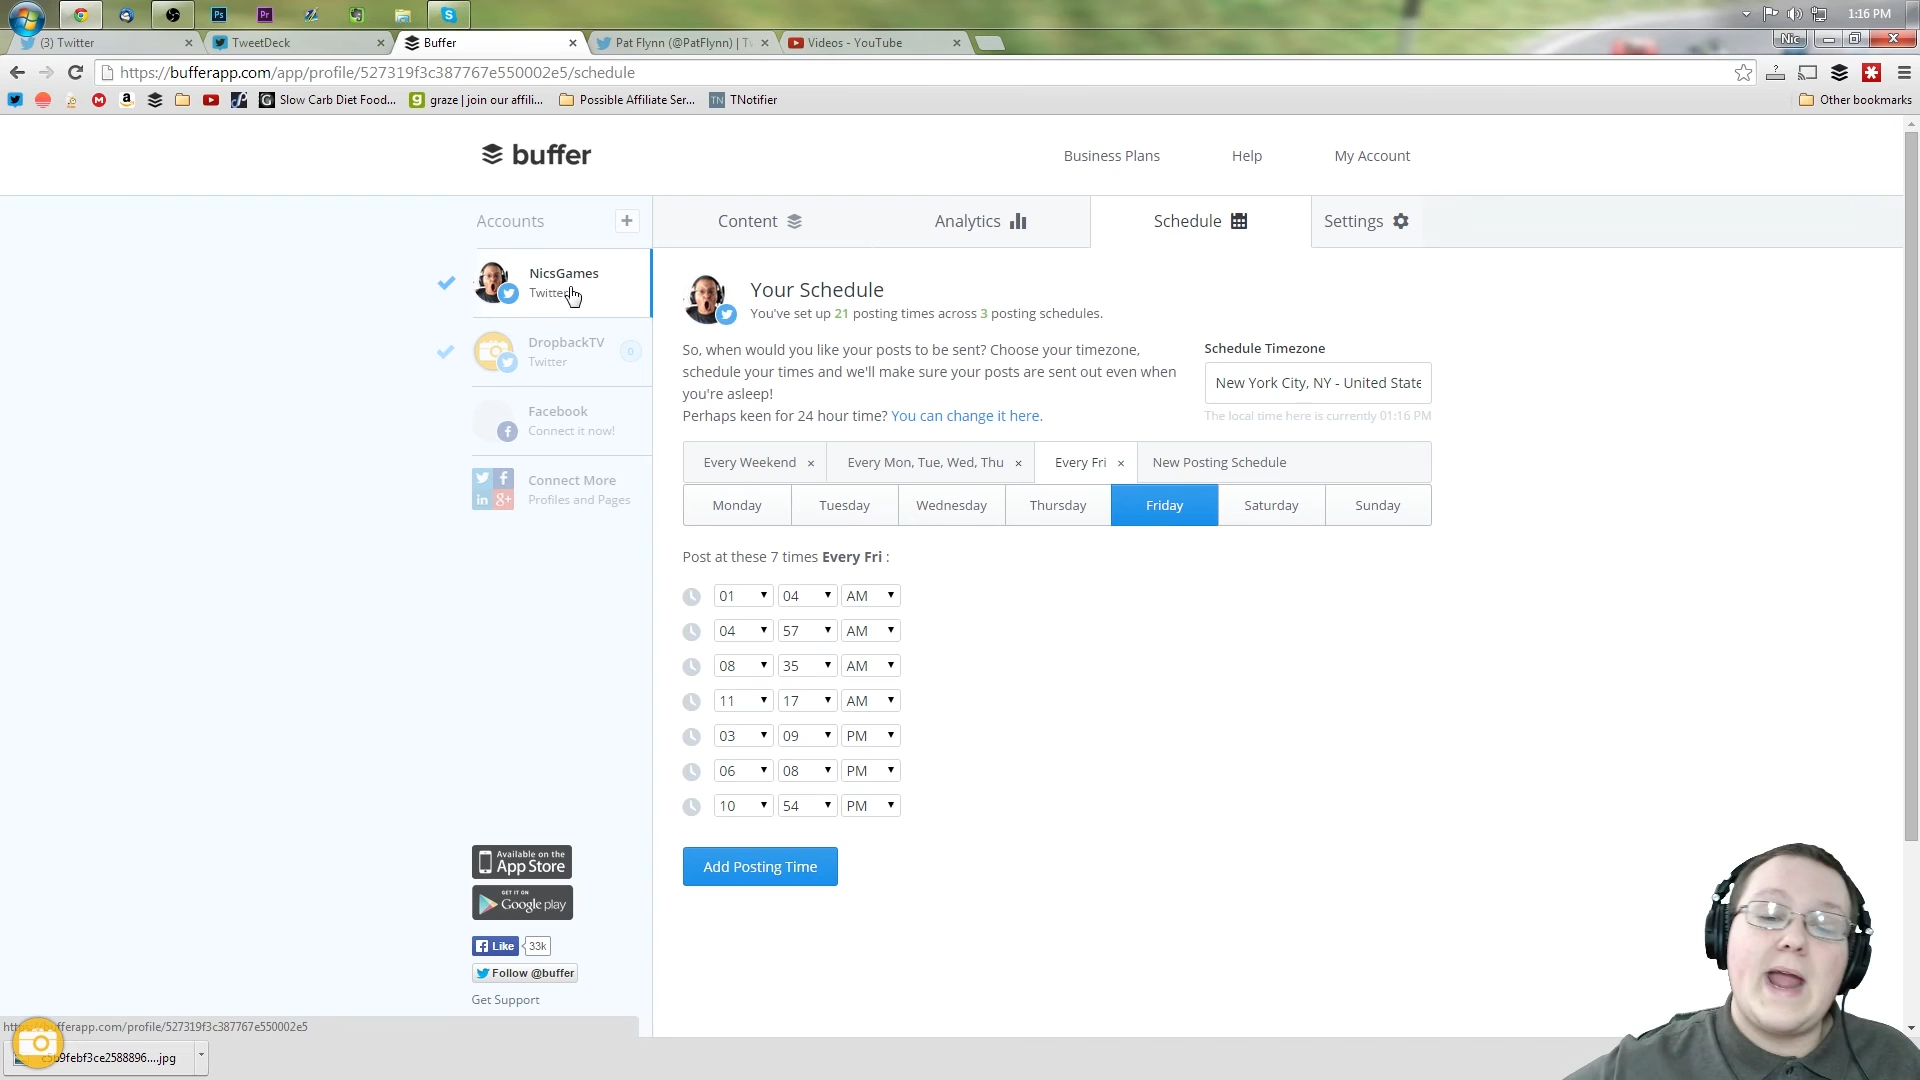 1:16 PM
(3) Twitter
TweetDeck
Buffer
Pat Flynn (@PatFlynn) | Tw
Videos - YouTube
Nic
https://bufferapp.com/app/profile/527319f3c387767e550002e5/schedule
Slow Carb Diet Food...
graze | join our affili...
Possible Affiliate Ser...
TN
TNotifier
Other bookmarks
buffer
Business Plans
Help
My Account
Accounts
+
Content
Analytics
Schedule
Settings
NicsGames
Twitter
DropbackTV
Twitter
0
Facebook
Connect it now!
Connect More
Profiles and Pages
Your Schedule
You've set up 21 posting times across 3 posting schedules.
So, when would you like your posts to be sent? Choose your timezone,
schedule your times and we'll make sure your posts are sent out even when
you're asleep!
Perhaps keen for 24 hour time? You can change it here.
Schedule Timezone
New York City, NY - United State
The local time here is currently 01:16 PM
Every Weekend ×
Every Mon, Tue, Wed, Thu ×
Every Fri ×
New Posting Schedule
Monday
Tuesday
Wednesday
Thursday
Friday
Saturday
Sunday
Post at these 7 times Every Fri :
01 04 AM
04 57 AM
08 35 AM
11 17 AM
03 09 PM
06 08 PM
10 54 PM
Add Posting Time
Available on the
App Store
GET IT ON
Google play
Like
33k
Follow @buffer
Get Support
https://bufferapp.com/profile/527319f3c387767e550002e5
c5b9febf3ce2588896....jpg